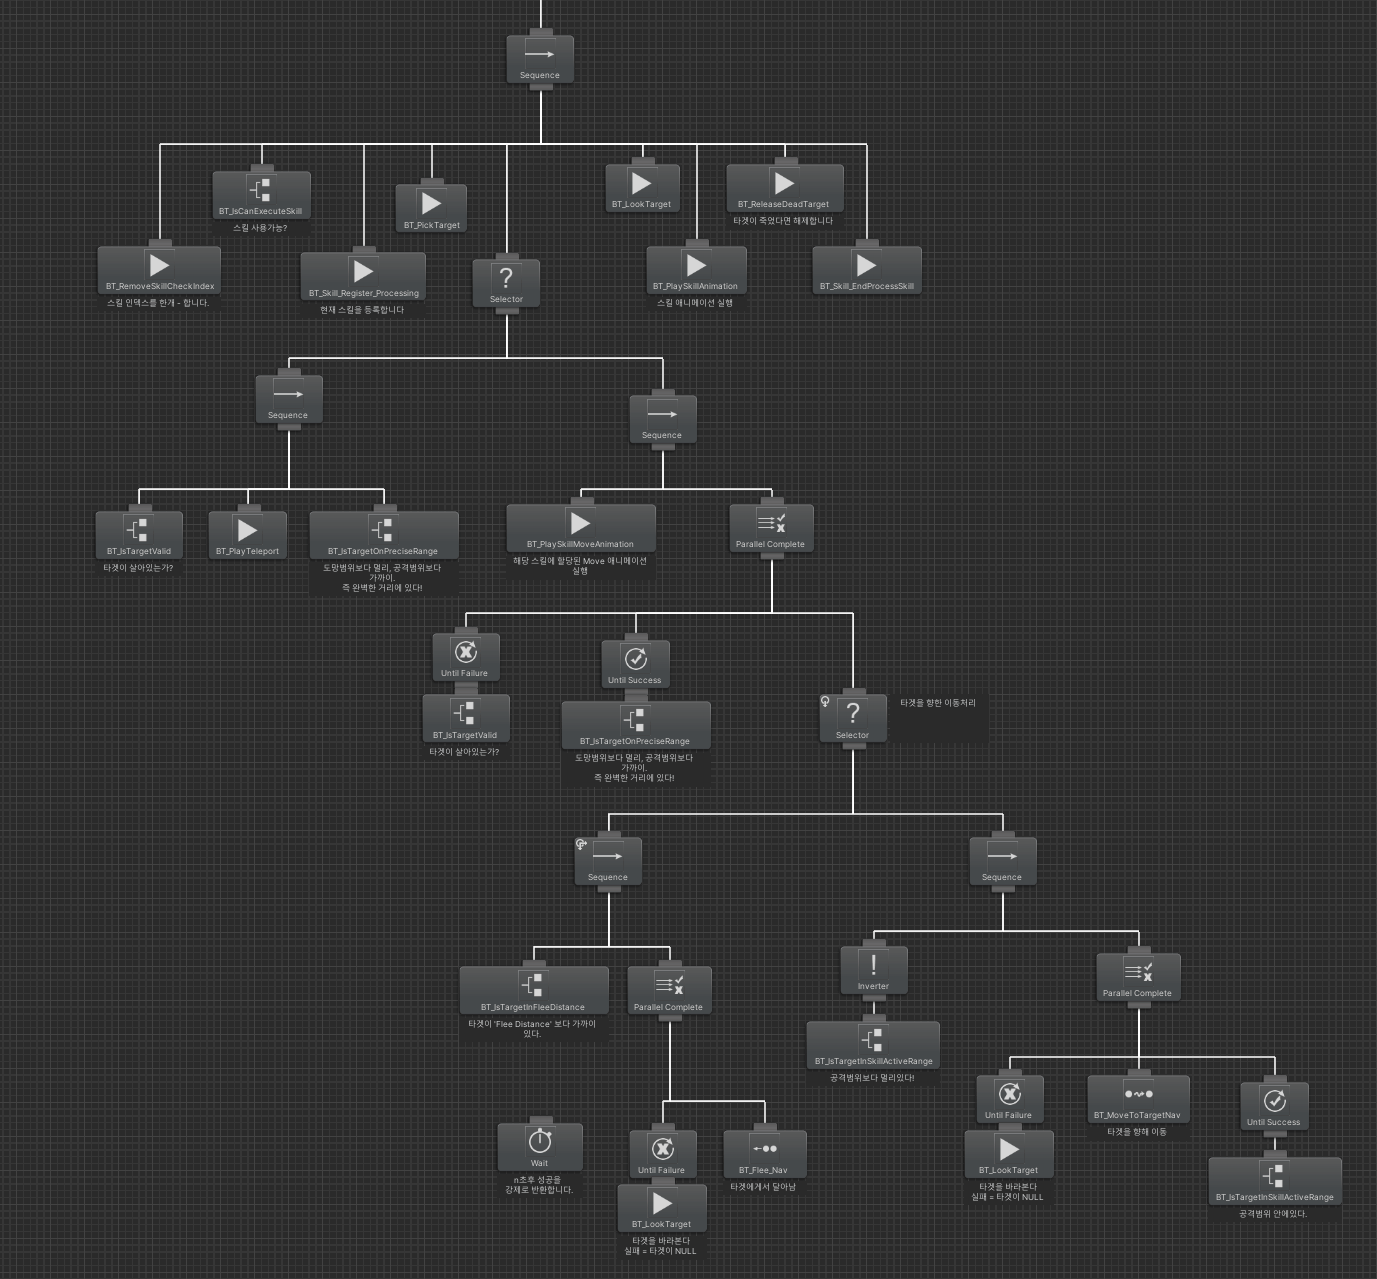 Sequence
BT_IsCanExecuteSkill
스킬 사용가능?
BT_PickTarget
BT_LookTarget
BT_ReleaseDeadTarget
타겟이 죽었다면 해제합니다
BT_RemoveSkillCheckIndex
스킬 인덱스를 한개 - 합니다.
BT_Skill_Register_Processing
현재 스킬을 등록합니다
Selector
BT_PlaySkillAnimation
스킬 애니메이션 실행
BT_Skill_EndProcessSkill
Sequence
Sequence
BT_IsTargetValid
타겟이 살아있는가?
BT_PlayTeleport
BT_IsTargetOnPreciseRange
도망범위보다 멀리, 공격범위보다
가까이.
즉 완벽한 거리에 있다!
BT_PlaySkillMoveAnimation
해당 스킬에 할당된 Move 애니메이션
실행
Parallel Complete
Until Failure
BT_IsTargetValid
타겟이 살아있는가?
Until Success
BT_IsTargetOnPreciseRange
도망범위보다 멀리, 공격범위보다
가까이.
즉 완벽한 거리에 있다!
Selector
타겟을 향한 이동처리
Sequence
Sequence
BT_IsTargetInFleeDistance
타겟이 'Flee Distance' 보다 가까이
있다.
Parallel Complete
Inverter
BT_IsTargetInSkillActiveRange
공격범위보다 멀리있다!
Parallel Complete
Wait
n초후 성공을
강제로 반환합니다.
Until Failure
BT_LookTarget
타겟을 바라본다
실패 = 타겟이 NULL
BT_Flee_Nav
타겟에게서 달아남
Until Failure
BT_LookTarget
타겟을 바라본다
실패 = 타겟이 NULL
BT_MoveToTargetNav
타겟을 향해 이동
Until Success
BT_IsTargetInSkillActiveRange
공격범위 안에있다.